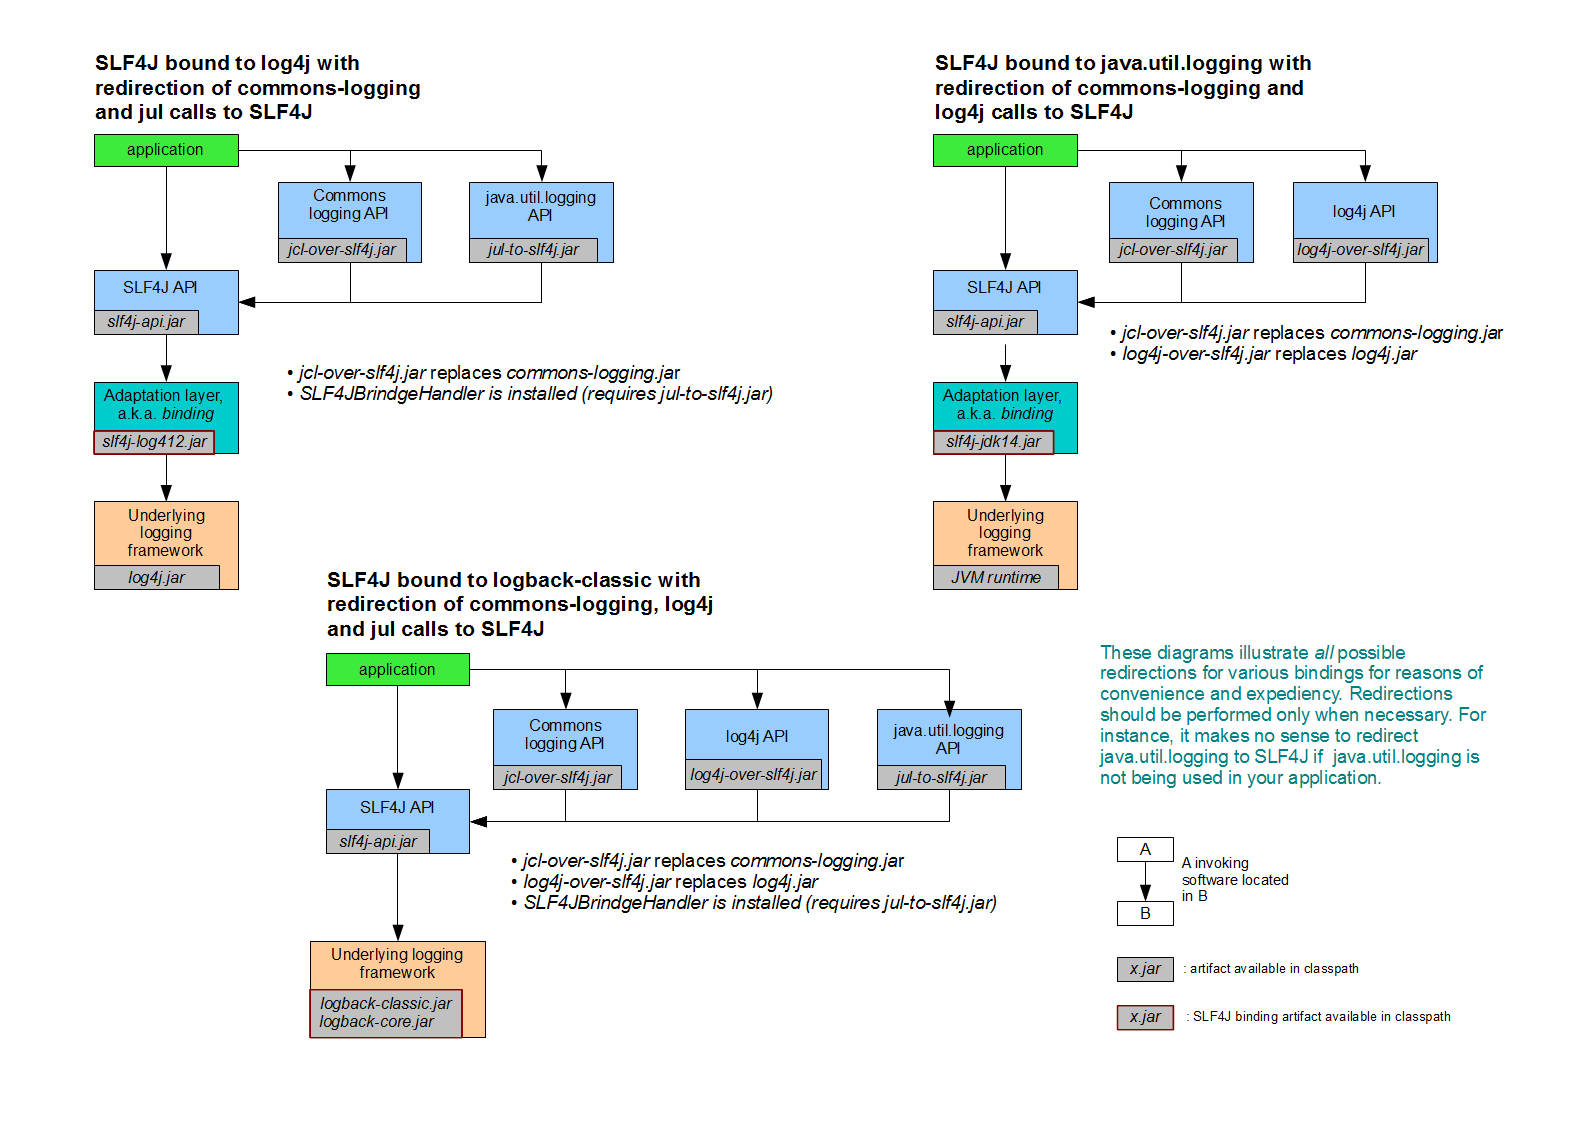 SLF4J bound to log4j with
redirection of commons-logging
and jul calls to SLF4J
application
Commons
logging API
jcl-over-slf4j.jar
java.util.logging
API
jul-to-slf4j.jar
SLF4J API
slf4j-api.jar
• jcl-over-slf4j.jar replaces commons-logging.jar
• SLF4JBrindgeHandler is installed (requires jul-to-slf4j.jar)
Adaptation layer,
a.k.a. binding
slf4j-log412.jar
Underlying
logging
framework
log4j.jar
SLF4J bound to java.util.logging with
redirection of commons-logging and
log4j calls to SLF4J
application
Commons
logging API
jcl-over-slf4j.jar
log4j API
log4j-over-slf4j.jar
SLF4J API
slf4j-api.jar
• jcl-over-slf4j.jar replaces commons-logging.jar
• log4j-over-slf4j.jar replaces log4j.jar
Adaptation layer,
a.k.a. binding
slf4j-jdk14.jar
Underlying
logging
framework
JVM runtime
SLF4J bound to logback-classic with
redirection of commons-logging, log4j
and jul calls to SLF4J
application
Commons
logging API
jcl-over-slf4j.jar
log4j API
log4j-over-slf4j.jar
java.util.logging
API
jul-to-slf4j.jar
SLF4J API
slf4j-api.jar
• jcl-over-slf4j.jar replaces commons-logging.jar
• log4j-over-slf4j.jar replaces log4j.jar
• SLF4JBrindgeHandler is installed (requires jul-to-slf4j.jar)
Underlying logging
framework
logback-classic.jar
logback-core.jar
These diagrams illustrate all possible
redirections for various bindings for reasons of
convenience and expediency. Redirections
should be performed only when necessary. For
instance, it makes no sense to redirect
java.util.logging to SLF4J if java.util.logging is
not being used in your application.
A
B
A invoking
software located
in B
x.jar
: artifact available in classpath
x.jar
: SLF4J binding artifact available in classpath